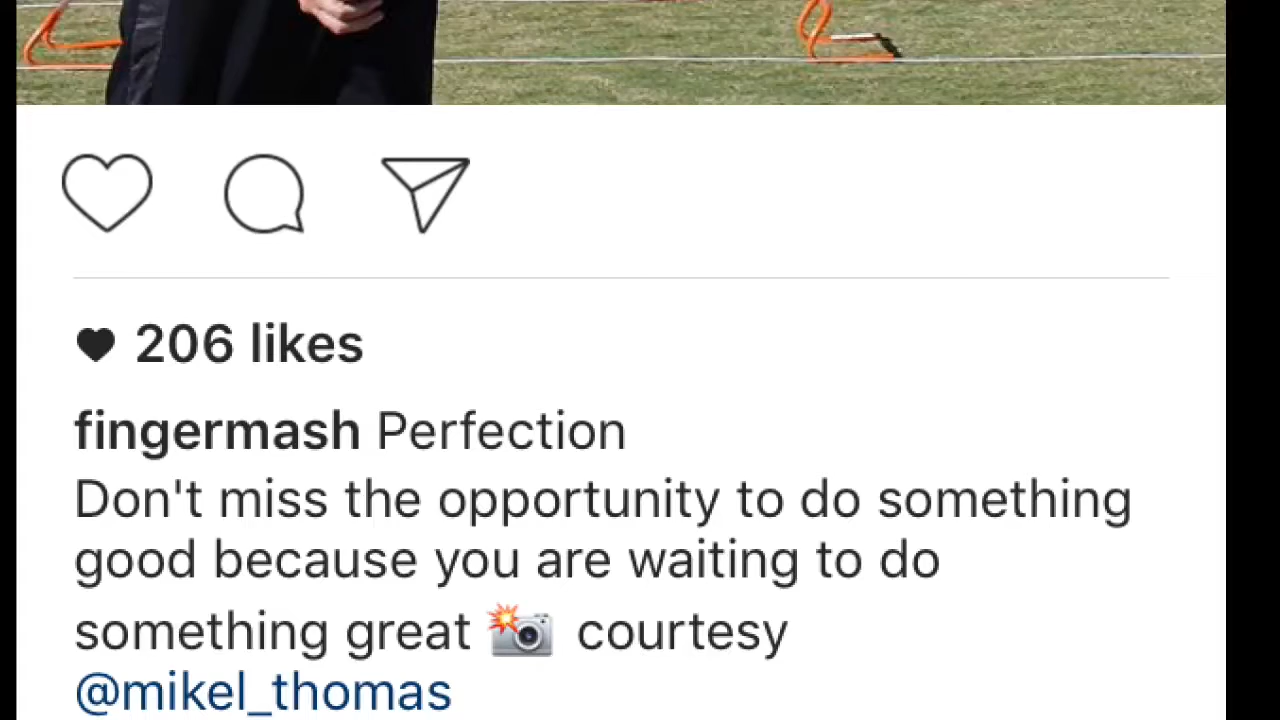 206 likes
fingermash Perfection
Don't miss the opportunity to do something
good because you are waiting to do
something great 📸 courtesy
@mikel_thomas